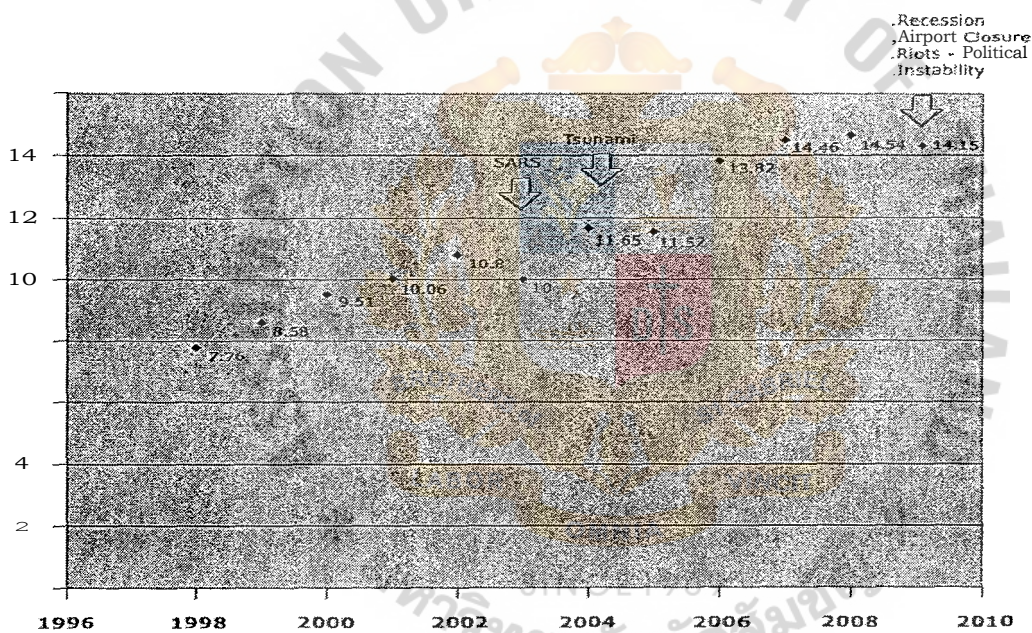 .Recession
,Airport Closure
.Riots - Political
.Instability
14
12
10
4
2
Tsunami
SARS
7.76
8.58
9.51
10.06
10.8
10
11.65
11.57
13.82
14.46
14.54
14.15
SINCE1969
1996 1998 2000 2002 2004 2006 2008 2010